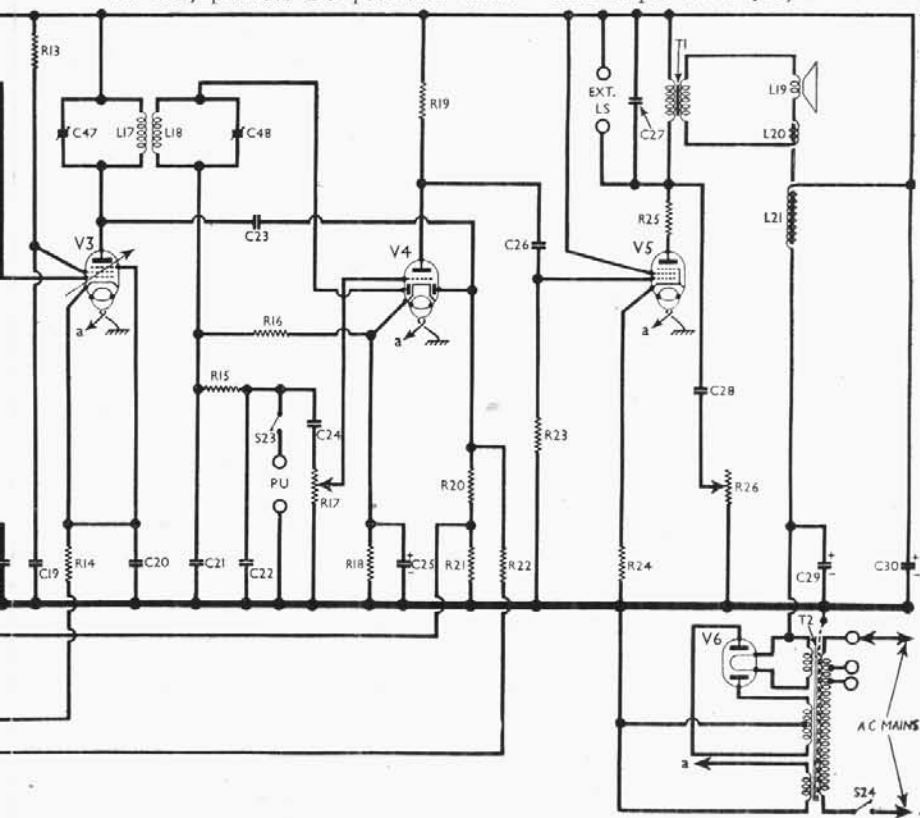 R13
T1
C47
L17
L18
C48
R19
EXT.
LS
C27
L19
L20
V3
C23
V4
C26
R25
V5
L21
a
R16
a
a
R15
C28
S23
C24
R23
PU
R17
R20
R26
C19
R14
C20
C21
C22
R18
+
-
C25
R21
R22
R24
+
-
C29
C30
+
-
V6
T2
A C MAINS
a
S24